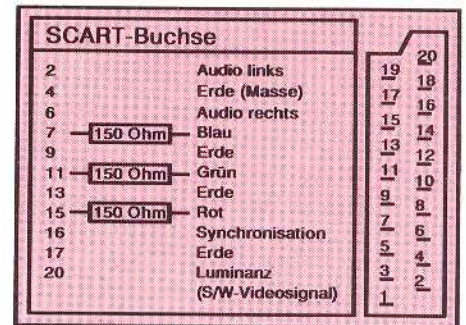 SCART-Buchse
2 Audio links
4 Erde (Masse)
6 Audio rechts
7 150 Ohm Blau
9 Erde
11 150 Ohm Grün
13 Erde
15 150 Ohm Rot
16 Synchronisation
17 Erde
20 Luminanz
(S/W-Videosignal)
20
19
18
17
16
15
14
13
12
11
10
9
8
7
6
5
4
3
2
1